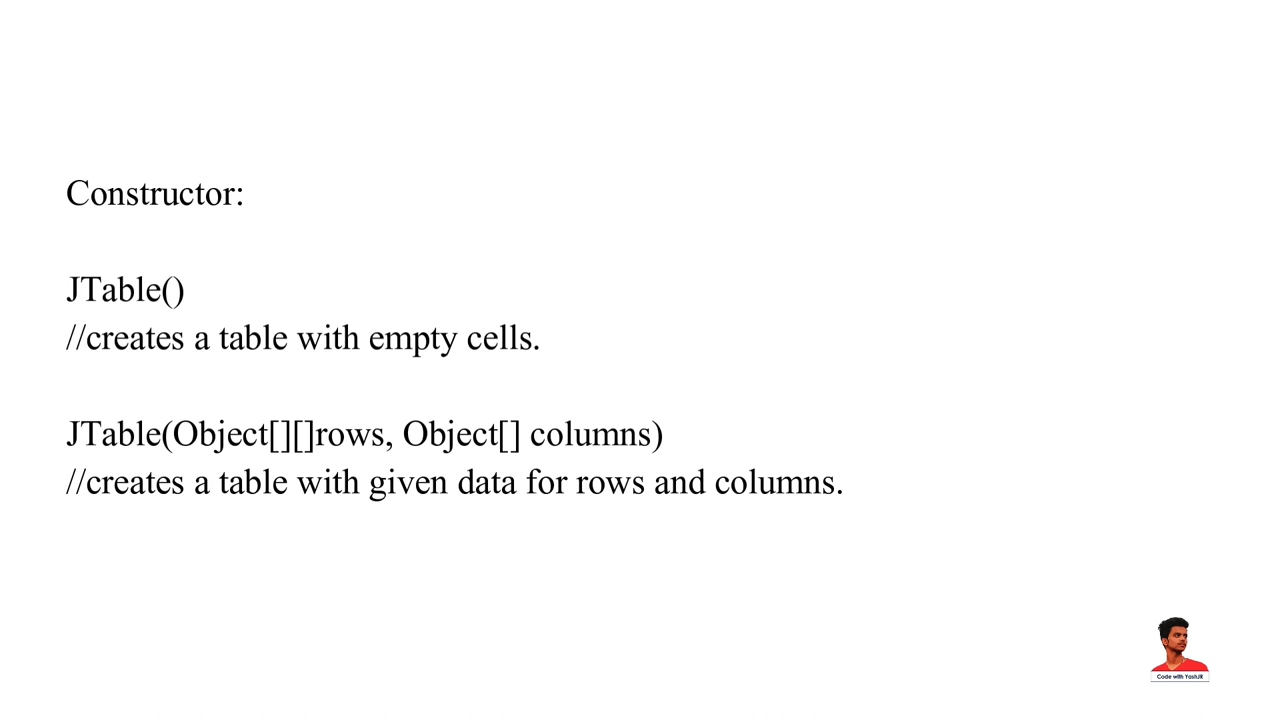 Constructor:
JTable()
//creates a table with empty cells.
JTable(Object[][]rows, Object[] columns)
//creates a table with given data for rows and columns.
Code with YashJR